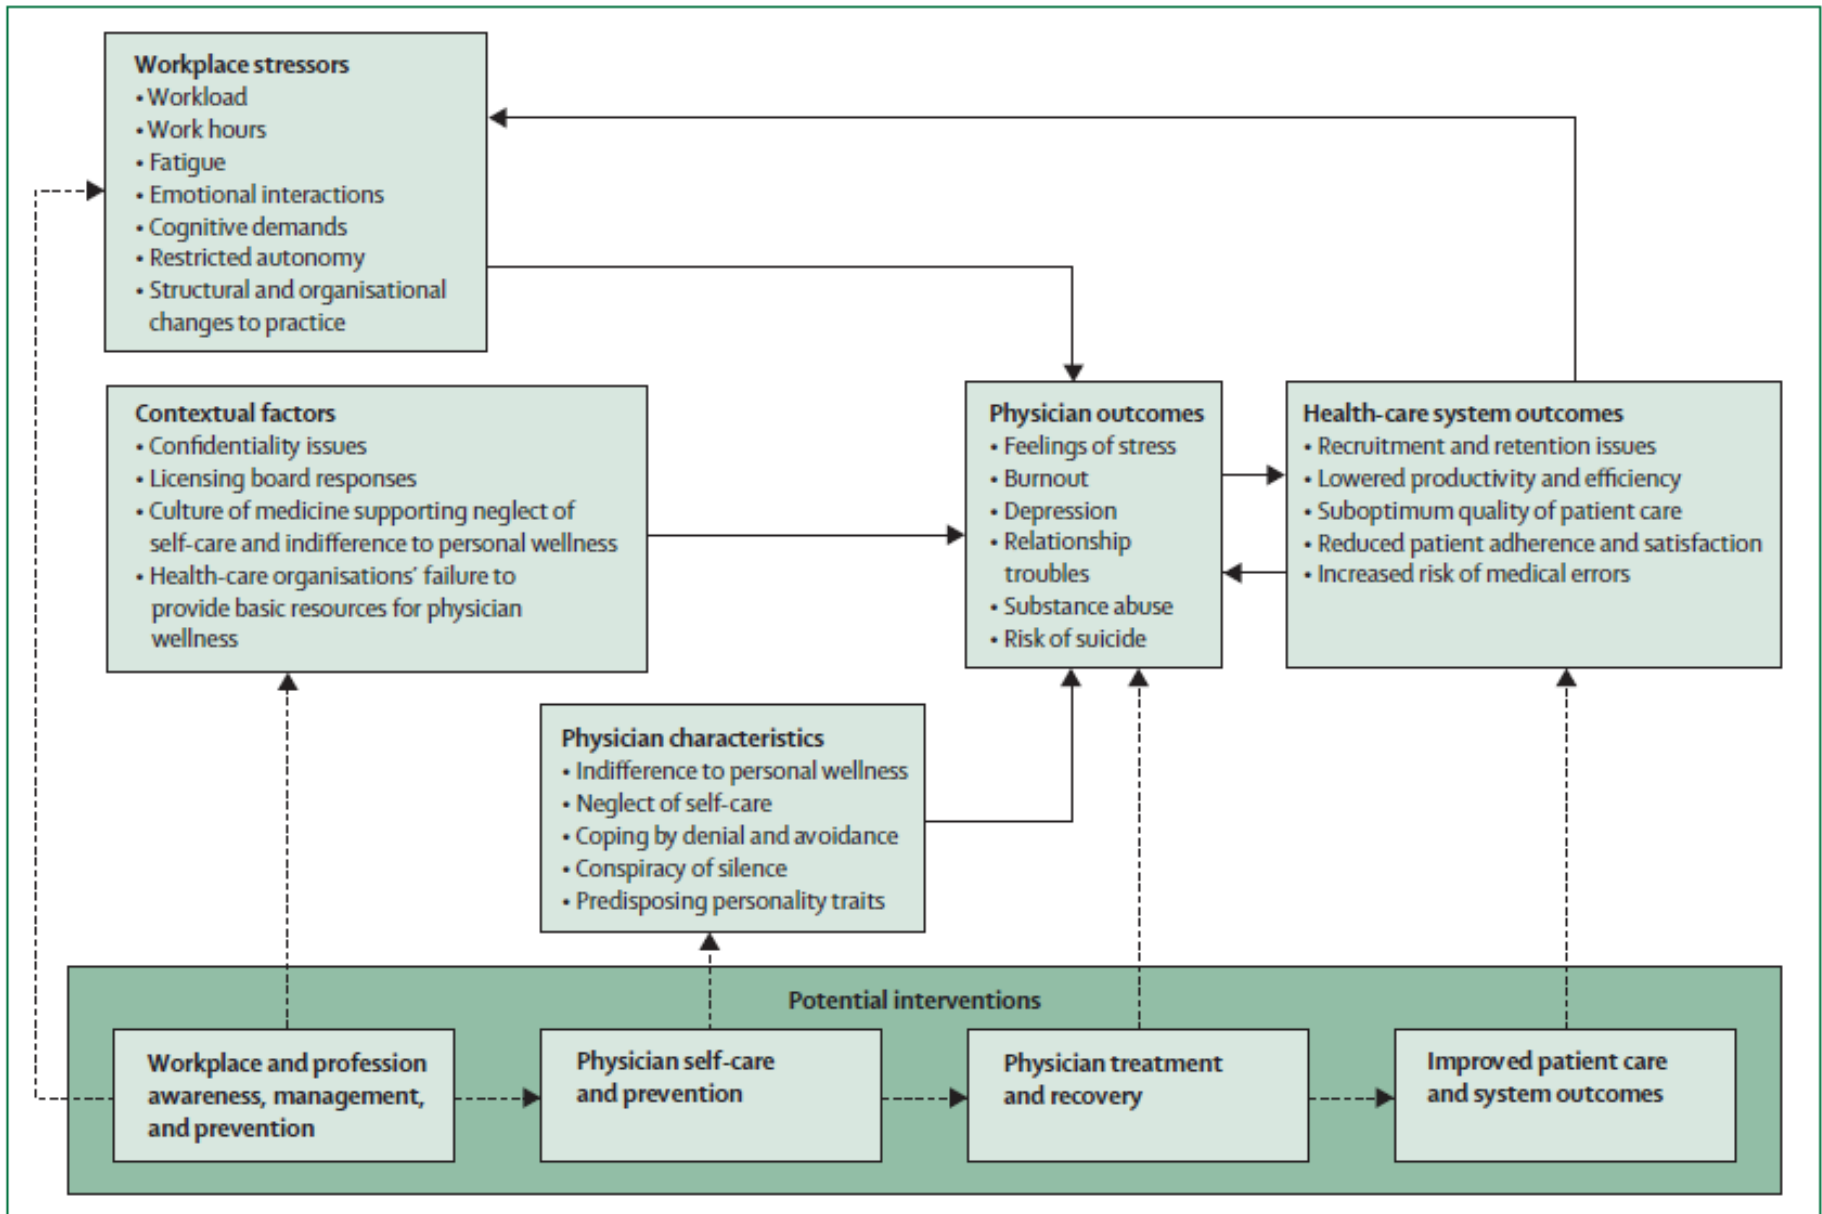 Workplace stressors
• Workload
• Work hours
• Fatigue
• Emotional interactions
• Cognitive demands
• Restricted autonomy
• Structural and organisational
changes to practice
Contextual factors
• Confidentiality issues
• Licensing board responses
• Culture of medicine supporting neglect of
self-care and indifference to personal wellness
• Health-care organisations' failure to
provide basic resources for physician
wellness
Physician outcomes
• Feelings of stress
• Burnout
• Depression
• Relationship
troubles
• Substance abuse
• Risk of suicide
Health-care system outcomes
• Recruitment and retention issues
• Lowered productivity and efficiency
• Suboptimum quality of patient care
• Reduced patient adherence and satisfaction
• Increased risk of medical errors
Physician characteristics
• Indifference to personal wellness
• Neglect of self-care
• Coping by denial and avoidance
• Conspiracy of silence
• Predisposing personality traits
Potential interventions
Workplace and profession
awareness, management,
and prevention
Physician self-care
and prevention
Physician treatment
and recovery
Improved patient care
and system outcomes